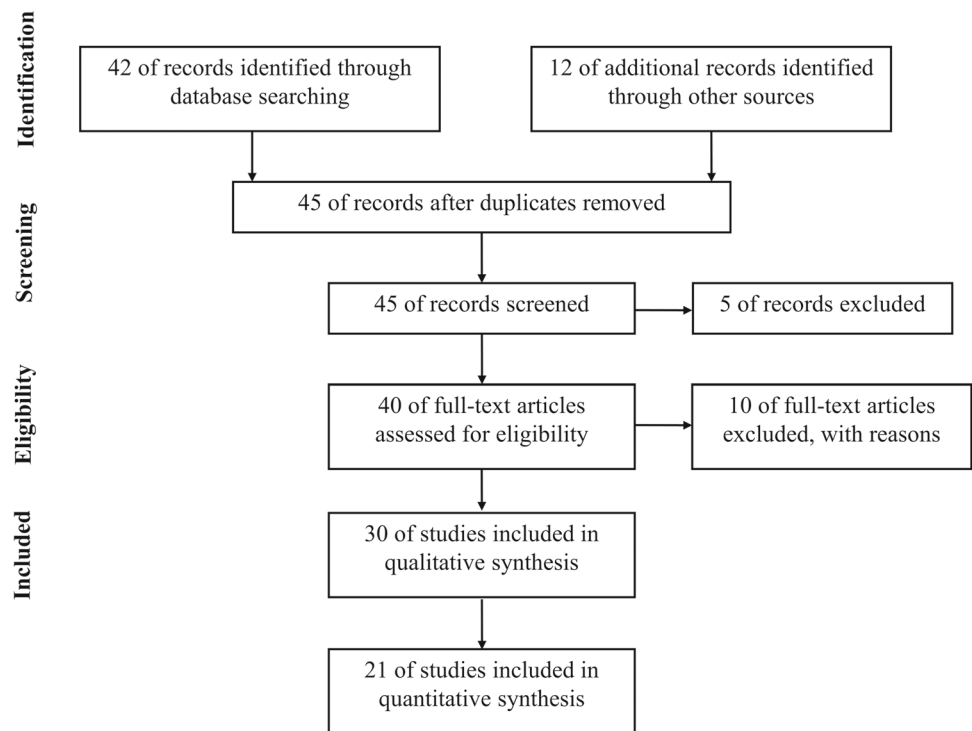 Identification
42 of records identified through
database searching
12 of additional records identified
through other sources
45 of records after duplicates removed
Screening
45 of records screened
5 of records excluded
Eligibility
40 of full-text articles
assessed for eligibility
10 of full-text articles
excluded, with reasons
Included
30 of studies included in
qualitative synthesis
21 of studies included in
quantitative synthesis